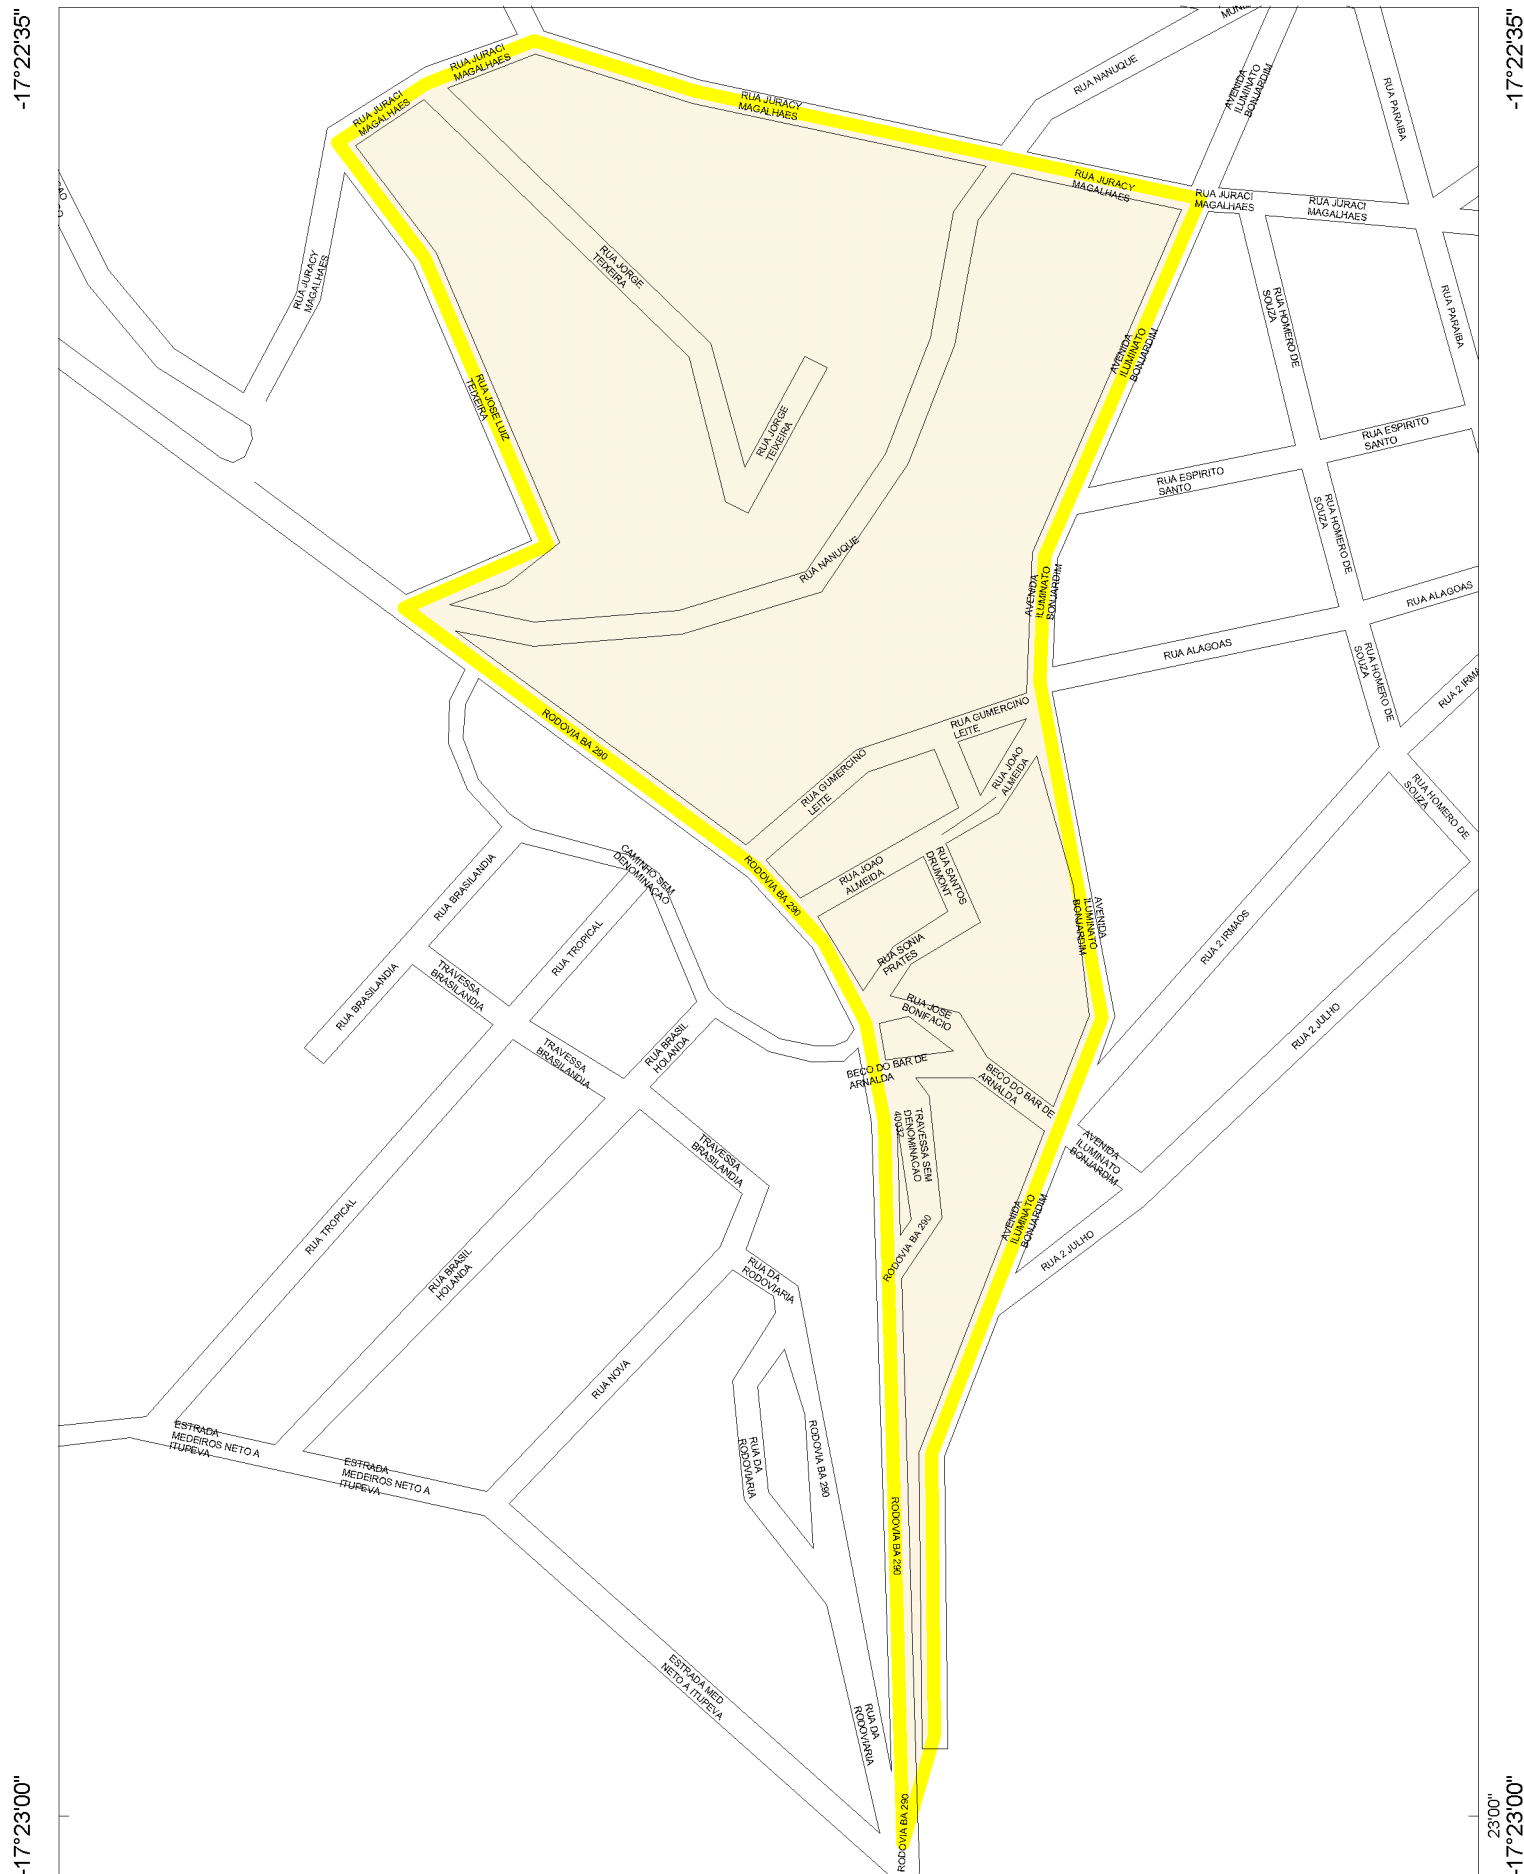 -17°22'35"
-17°22'35"
RUA JURACI
MAGALHAES
RUA JURACI
MAGALHAES
RUA JURACY
MAGALHAES
RUA NANUQUE
AVENIDA
ILUMINATO
BONJARDIM
RUA PARAIBA
RUA JURACY
MAGALHAES
RUA JURACI
MAGALHAES
RUA JURACI
MAGALHAES
RUA JURACY
MAGALHAES
RUA JORGE
TEIXEIRA
RUA HOMERO DE
SOUZA
RUA PARAIBA
AVENIDA
ILUMINATO
BONJARDIM
RUA JOSE LUIZ
TEIXEIRA
RUA JORGE
TEIXEIRA
RUA ESPIRITO
SANTO
RUA ESPIRITO
SANTO
RUA HOMERO DE
SOUZA
RUA NANUQUE
AVENIDA
ILUMINATO
BONJARDIM
RUA ALAGOAS
RUA ALAGOAS
RUA HOMERO DE
SOUZA
RUA 2 IRMA
RODOVIA BA 290
RUA GUMERCINO
LEITE
RUA GUMERCINO
LEITE
RUA JOAO
ALMEIDA
RUA HOMERO DE
SOUZA
CAMINHO SEM
DENOMINACAO
RUA BRASILANDIA
RODOVIA BA 290
RUA JOAO
ALMEIDA
RUA SANTOS
DRUMONT
AVENIDA
ILUMINATO
BONJARDIM
RUA 2 IRMAOS
RUA TROPICAL
RUA SONIA
PRATES
RUA BRASILANDIA
TRAVESSA
BRASILANDIA
RUA JOSE
BONIFACIO
RUA 2 JULHO
TRAVESSA
BRASILANDIA
RUA BRASIL
HOLANDA
BECO DO BAR DE
ARNALDA
BECO DO BAR DE
ARNALDA
TRAVESSA SEM
DENOMINACAO
40037
TRAVESSA
BRASILANDIA
AVENIDA
ILUMINATO
BONJARDIM
RUA TROPICAL
RODOVIA BA 290
AVENIDA
ILUMINATO
BONJARDIM
RUA 2 JULHO
RUA BRASIL
HOLANDA
RUA DA
RODOVIARIA
RUA NOVA
ESTRADA
MEDEIROS NETO A
ITUPEVA
ESTRADA
MEDEIROS NETO A
ITUPEVA
RUA DA
RODOVIARIA
RODOVIA BA 290
RODOVIA BA 290
ESTRADA MED
NETO A ITUPEVA
RUA DA
RODOVIARIA
RODOVIA BA 290
-17°23'00"
23'00"
-17°23'00"